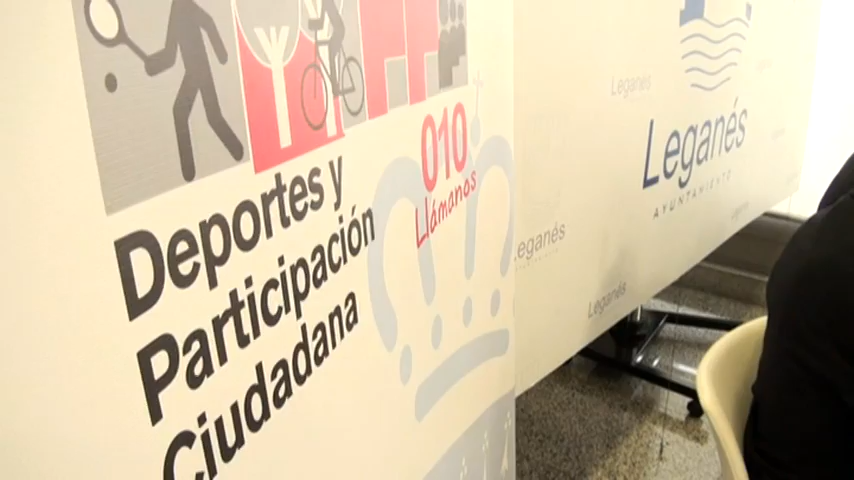 010
Llámanos
Deportes y
Participación
Ciudadana
Leganés
Leganés
AYUNTAMIENTO
Leganés
Leganés